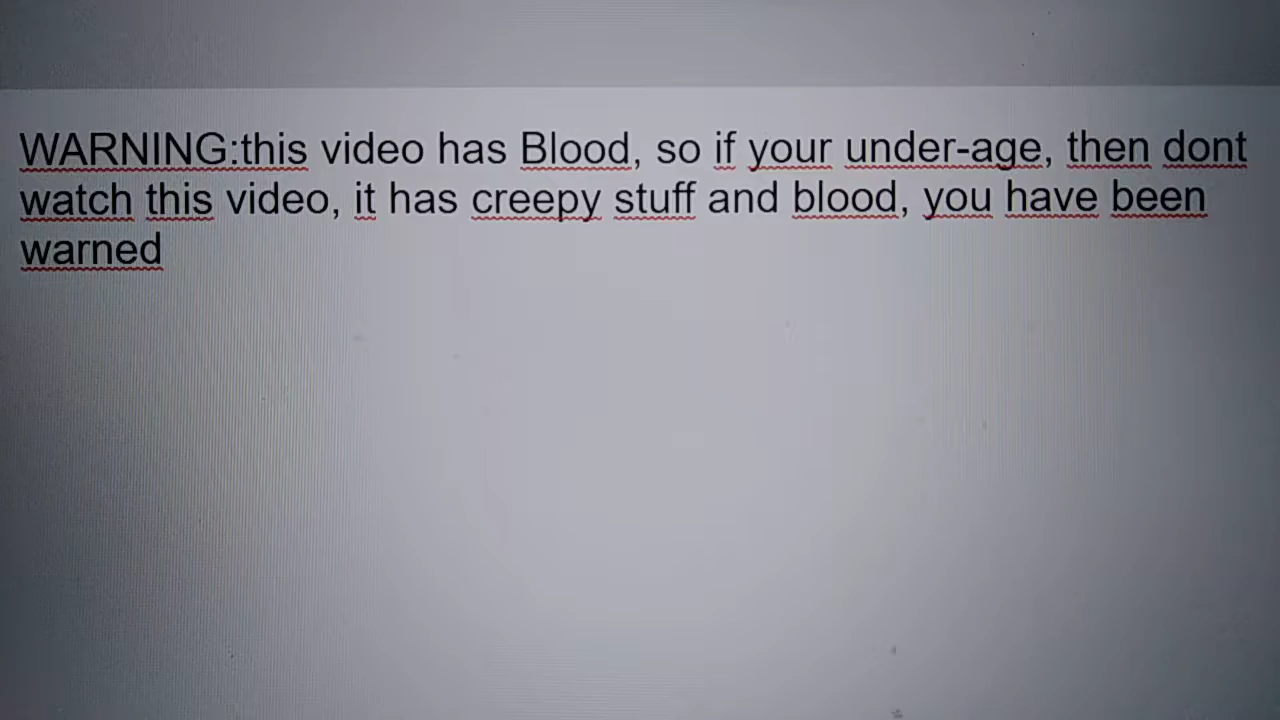 WARNING:this video has Blood, so if your under-age, then dont
watch this video, it has creepy stuff and blood, you have been
warned